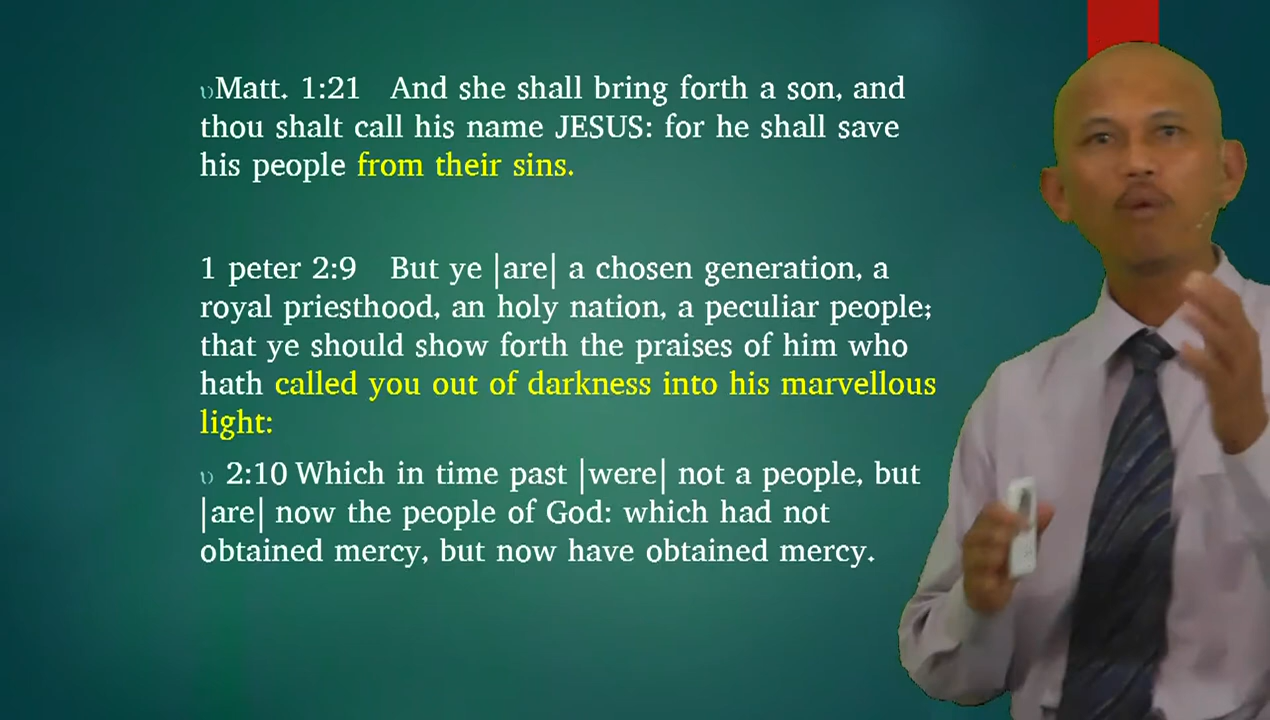 υMatt. 1:21 And she shall bring forth a son, and
thou shalt call his name JESUS: for he shall save
his people from their sins.
1 peter 2:9 But ye |are| a chosen generation, a
royal priesthood, an holy nation, a peculiar people;
that ye should show forth the praises of him who
hath called you out of darkness into his marvellous
light:
υ 2:10 Which in time past |were| not a people, but
|are| now the people of God: which had not
obtained mercy, but now have obtained mercy.